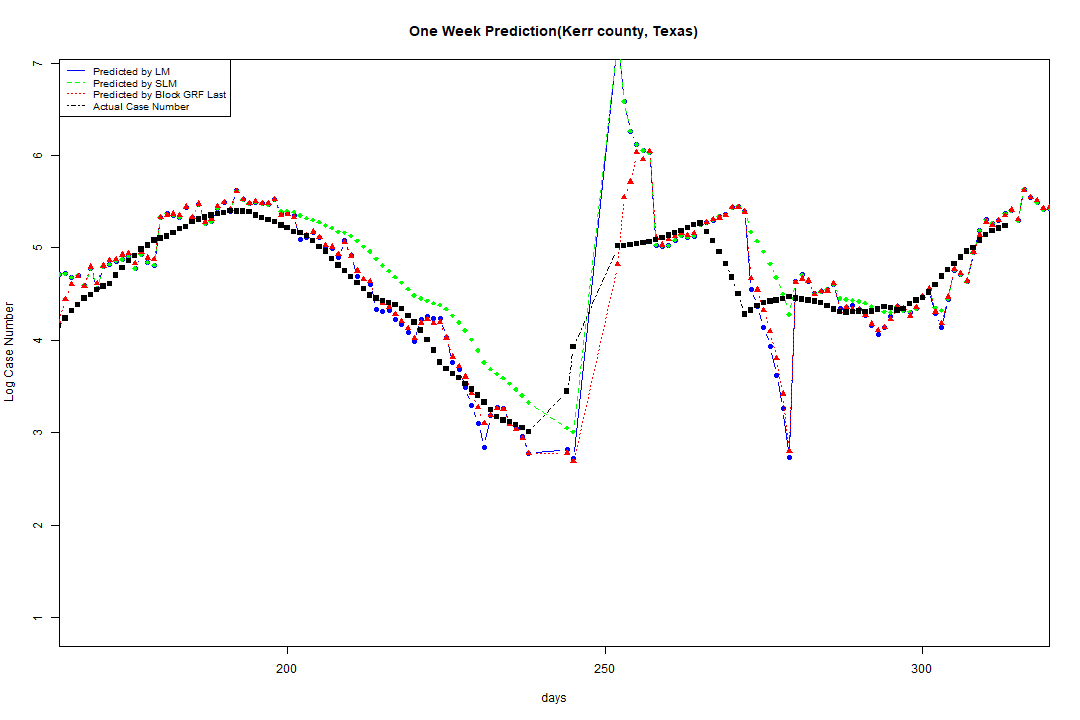 One Week Prediction(Kerr county, Texas)
Predicted by LM
Predicted by SLM
Predicted by Block GRF Last
Actual Case Number
7
6
5
4
3
2
1
Log Case Number
200
250
300
days